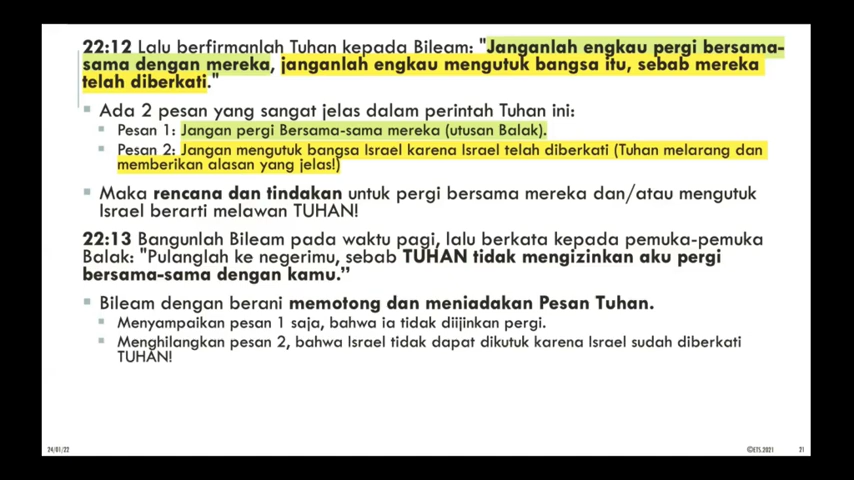 22:12 Lalu berfirmanlah Tuhan kepada Bileam: "Janganlah engkau pergi bersama-
sama dengan mereka, janganlah engkau mengutuk bangsa itu, sebab mereka
telah diberkati."
Ada 2 pesan yang sangat jelas dalam perintah Tuhan ini:
Pesan 1: Jangan pergi Bersama-sama mereka (utusan Balak).
Pesan 2: Jangan mengutuk bangsa Israel karena Israel telah diberkati (Tuhan melarang dan
memberikan alasan yang jelas!)
Maka rencana dan tindakan untuk pergi bersama mereka dan/atau mengutuk
Israel berarti melawan TUHAN!
22:13 Bangunlah Bileam pada waktu pagi, lalu berkata kepada pemuka-pemuka
Balak: "Pulanglah ke negerimu, sebab TUHAN tidak mengizinkan aku pergi
bersama-sama dengan kamu.”
Bileam dengan berani memotong dan meniadakan Pesan Tuhan.
Menyampaikan pesan 1 saja, bahwa ia tidak diijinkan pergi.
Menghilangkan pesan 2, bahwa Israel tidak dapat dikutuk karena Israel sudah diberkati
TUHAN!
24/01/22 ©ETS.2021 21